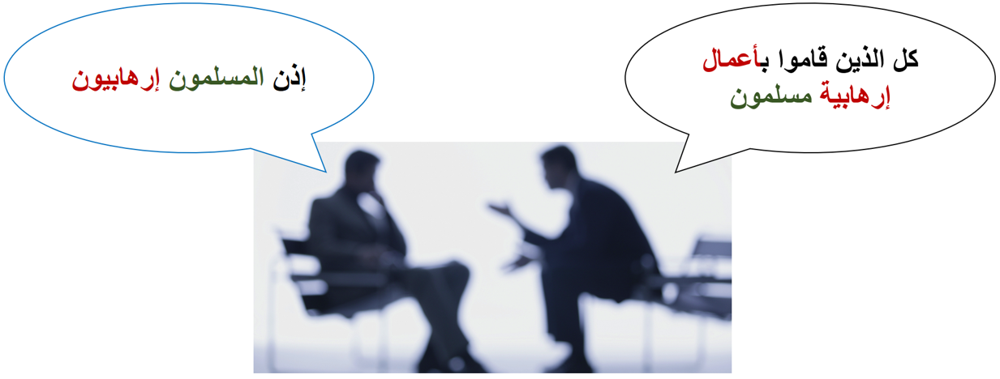 كل الذين قاموا بأعمال
إرهابية مسلمون
إذن المسلمون إرهابيون